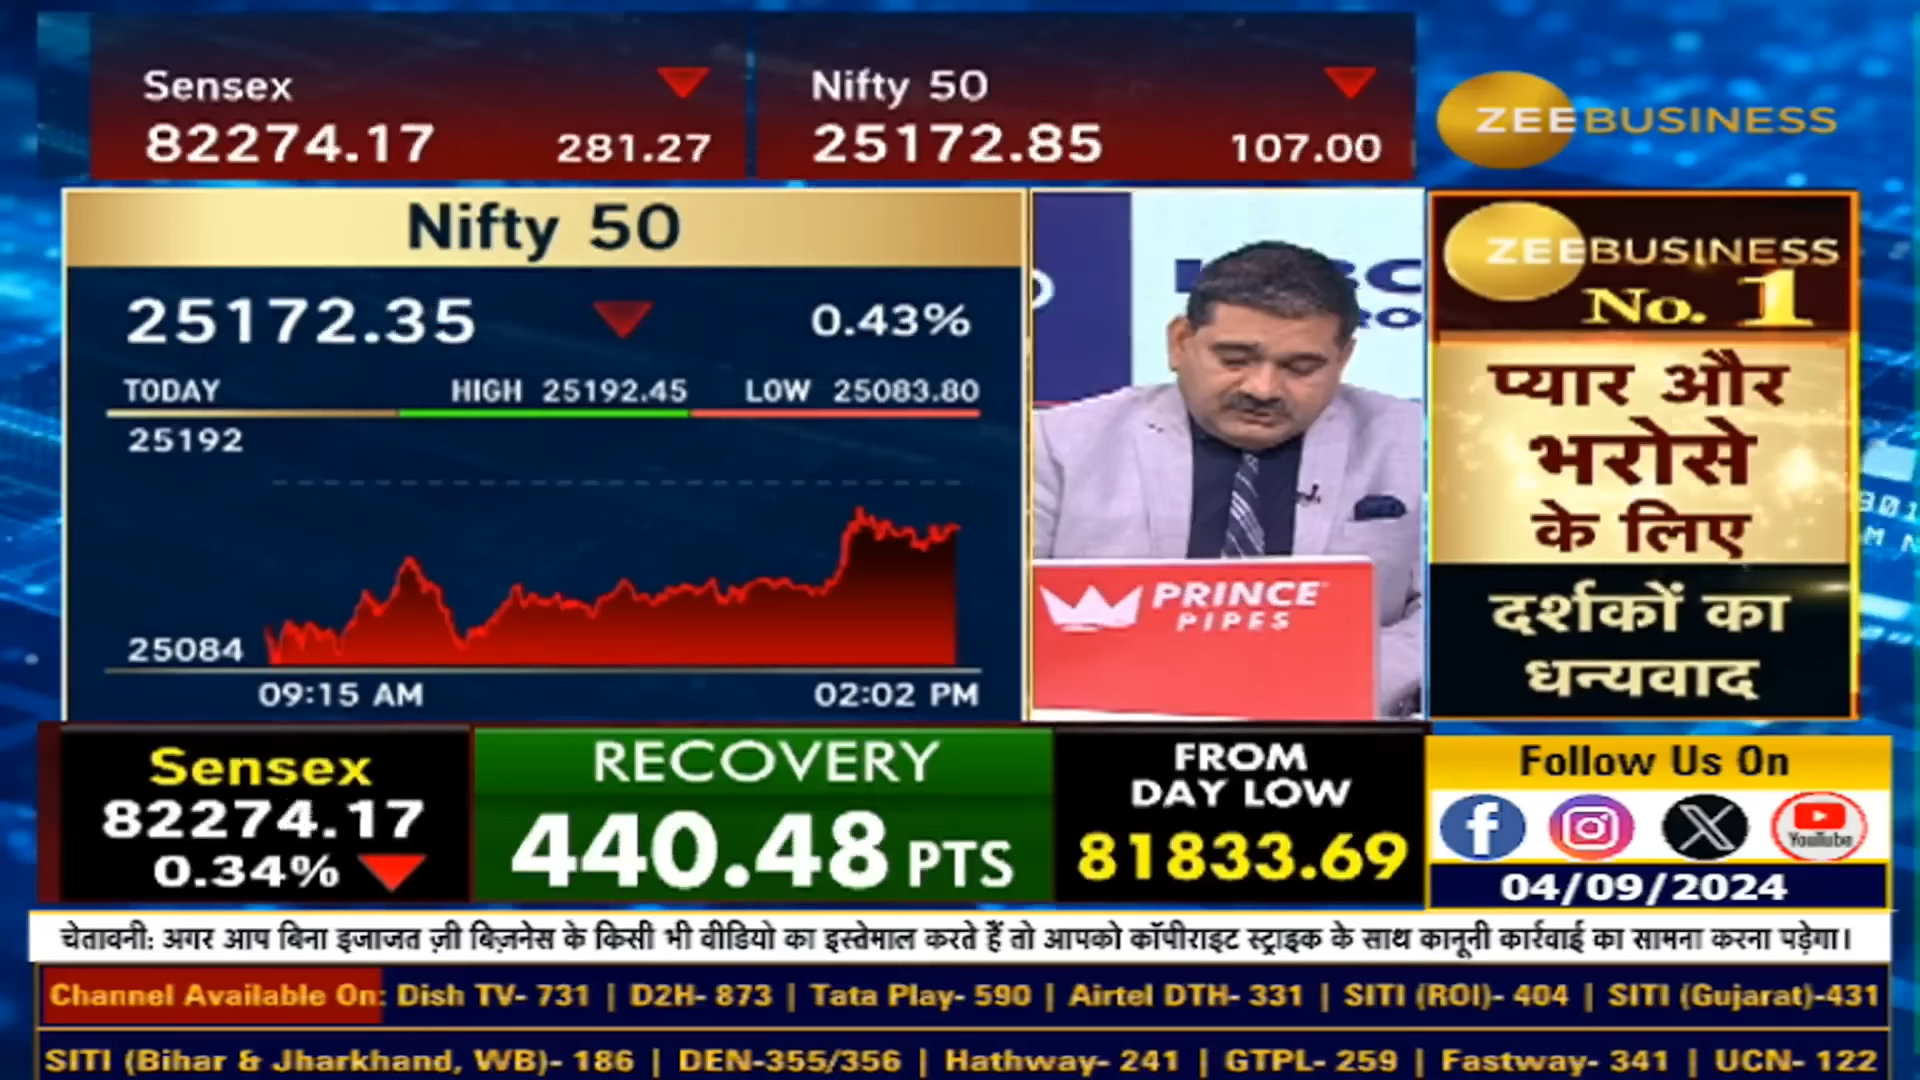 Sensex
82274.17 281.27
Nifty 50
25172.85 107.00
ZEEBUSINESS
Nifty 50
25172.35 0.43%
TODAY HIGH 25192.45 LOW 25083.80
25192
25084
09:15 AM 02:02 PM
PRINCE
PIPES
ZEEBUSINESS
No. 1
प्यार और
भरोसे
के लिए
दर्शकों का
धन्यवाद
Sensex
82274.17
0.34%
RECOVERY
440.48 PTS
FROM
DAY LOW
81833.69
Follow Us On
YouTube
04/09/2024
चेतावनी: अगर आप बिना इजाजत ज़ी बिज़नेस के किसी भी वीडियो का इस्तेमाल करते हैं तो आपको कॉपीराइट स्ट्राइक के साथ कानूनी कार्रवाई का सामना करना पड़ेगा।
Channel Available On: Dish TV- 731 | D2H- 873 | Tata Play- 590 | Airtel DTH- 331 | SITI (ROI)- 404 | SITI (Gujarat)-431
SITI (Bihar & Jharkhand, WB)- 186 | DEN-355/356 | Hathway- 241 | GTPL- 259 | Fastway- 341 | UCN- 122